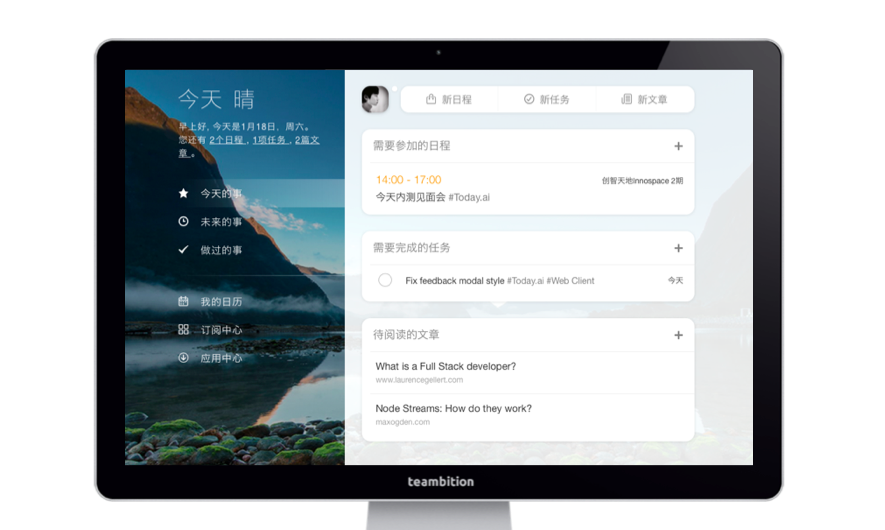 今天 晴
早上好, 今天是1月18日, 周六。
您还有 2个日程 , 1项任务 , 2篇文
章 。
今天的事
未来的事
做过的事
我的日历
订阅中心
应用中心
新日程 新任务 新文章
需要参加的日程
14:00 - 17:00 创智天地Innospace 2期
今天内测见面会 #Today.ai
需要完成的任务
Fix feedback modal style #Today.ai #Web Client 今天
待阅读的文章
What is a Full Stack developer?
www.laurencegellert.com
Node Streams: How do they work?
maxogden.com
teambition